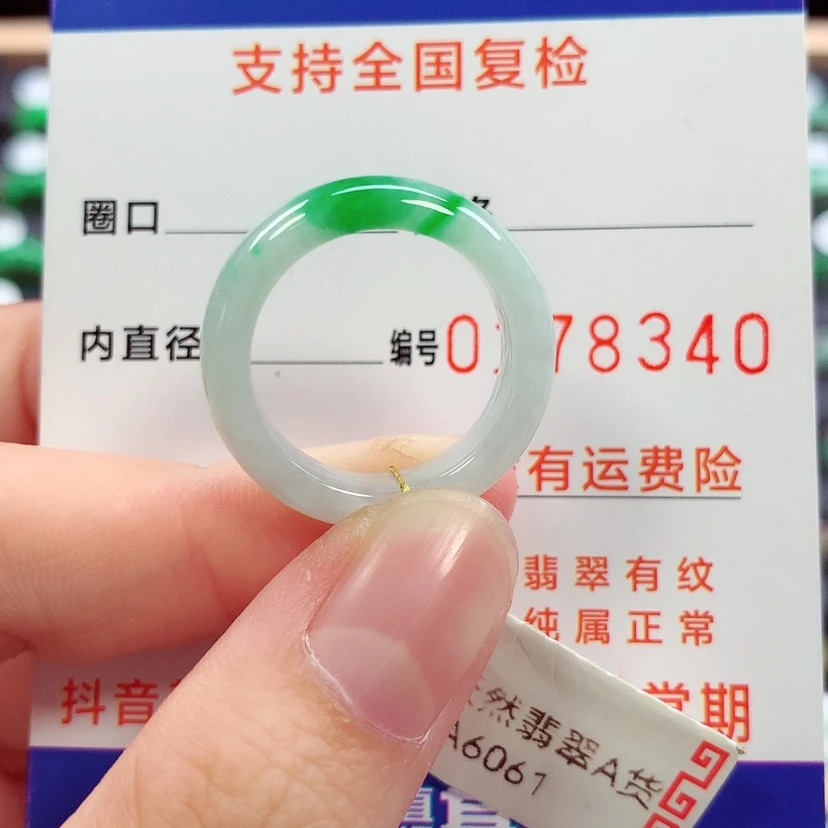 支持全国复检
圈口
内直径 编号 0 78340
有运费险
翡翠有纹
纯属正常
抖音 常期
然翡翠A货
A6061